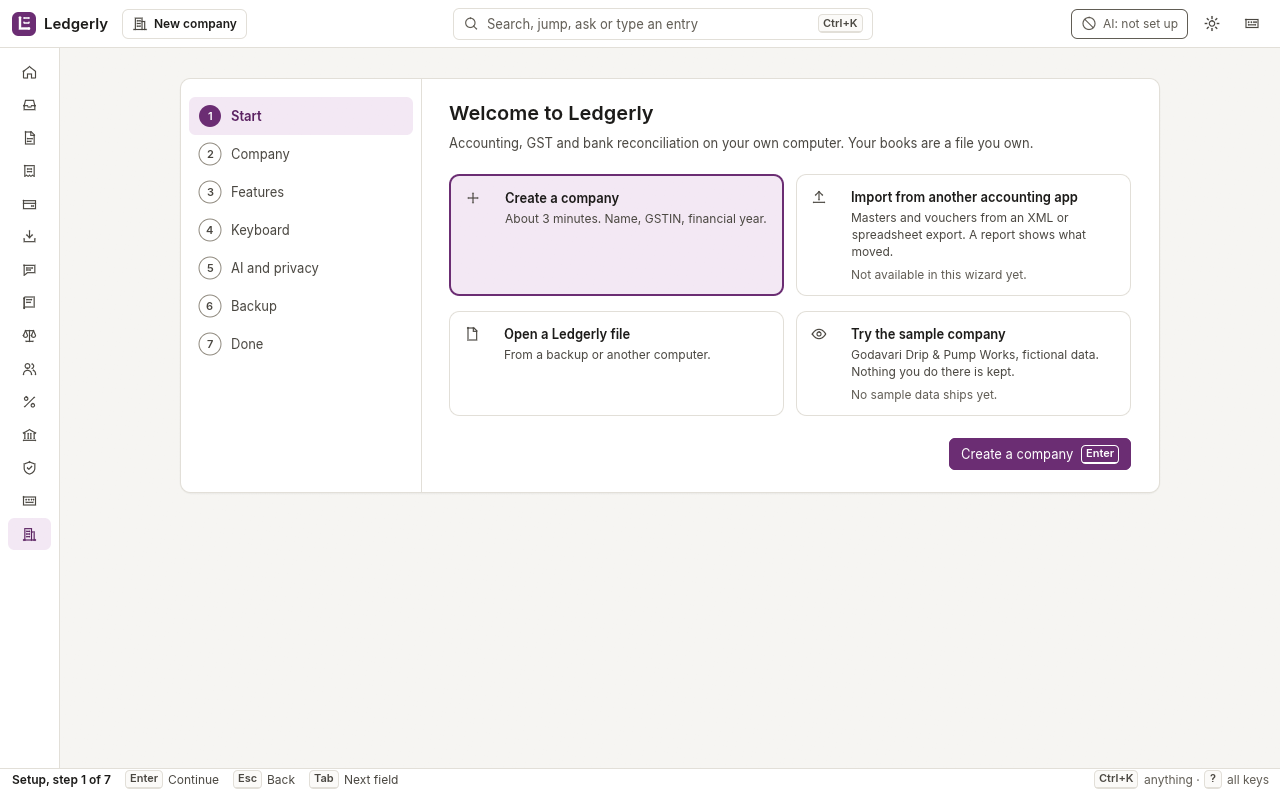 Ledgerly
New company
Search, jump, ask or type an entry
Ctrl+K
AI: not set up
1 Start
2 Company
3 Features
4 Keyboard
5 AI and privacy
6 Backup
7 Done
Welcome to Ledgerly
Accounting, GST and bank reconciliation on your own computer. Your books are a file you own.
Create a company
About 3 minutes. Name, GSTIN, financial year.
Import from another accounting app
Masters and vouchers from an XML or
spreadsheet export. A report shows what
moved.
Not available in this wizard yet.
Open a Ledgerly file
From a backup or another computer.
Try the sample company
Godavari Drip & Pump Works, fictional data.
Nothing you do there is kept.
No sample data ships yet.
Create a company Enter
Setup, step 1 of 7 Enter Continue Esc Back Tab Next field
Ctrl+K anything · ? all keys